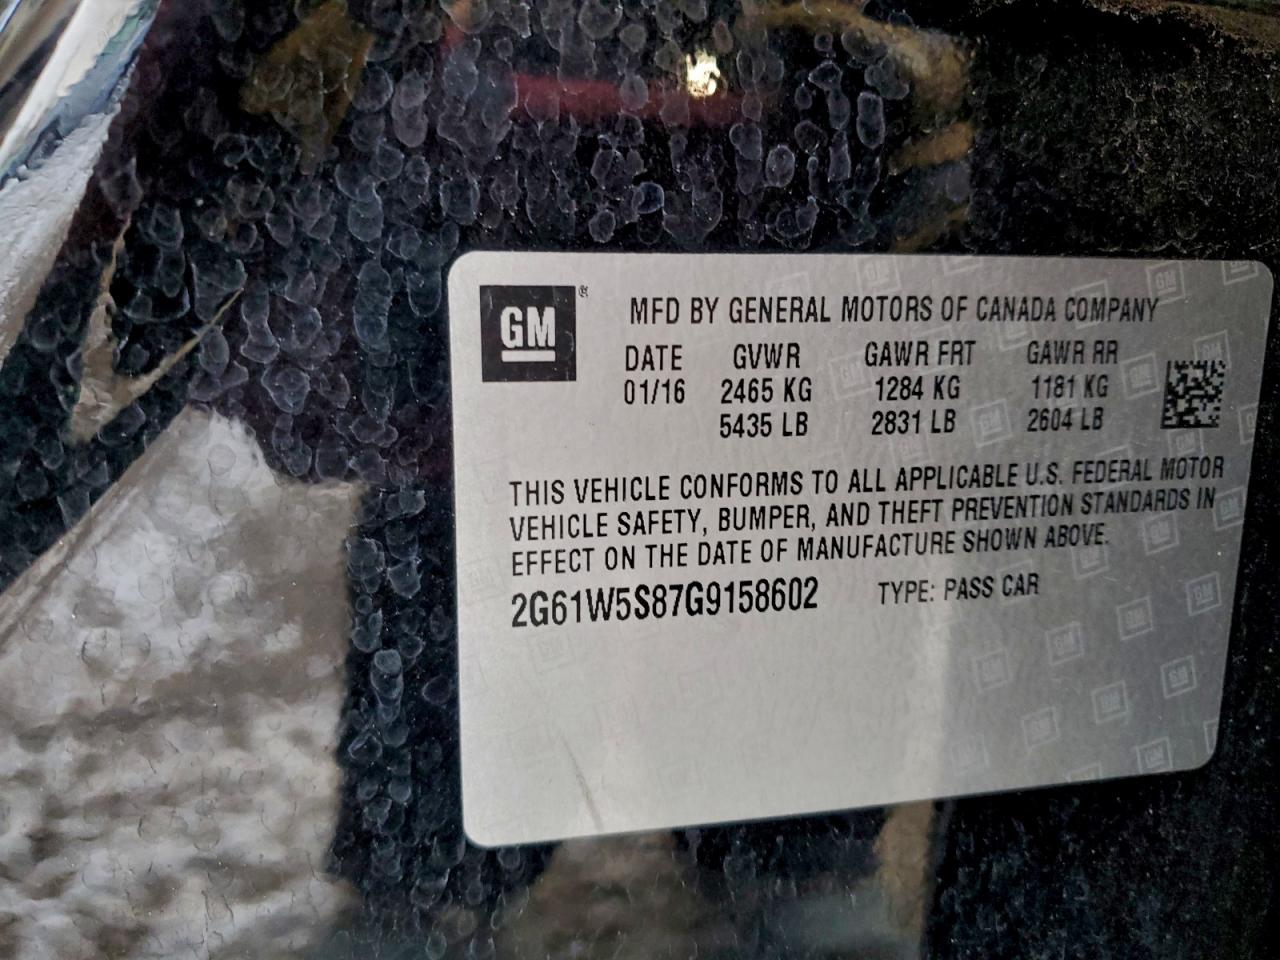 GM ®
MFD BY GENERAL MOTORS OF CANADA COMPANY
DATE GVWR GAWR FRT GAWR RR
01/16 2465 KG 1284 KG 1181 KG
5435 LB 2831 LB 2604 LB
THIS VEHICLE CONFORMS TO ALL APPLICABLE U.S. FEDERAL MOTOR
VEHICLE SAFETY, BUMPER, AND THEFT PREVENTION STANDARDS IN
EFFECT ON THE DATE OF MANUFACTURE SHOWN ABOVE.
2G61W5S87G9158602 TYPE: PASS CAR